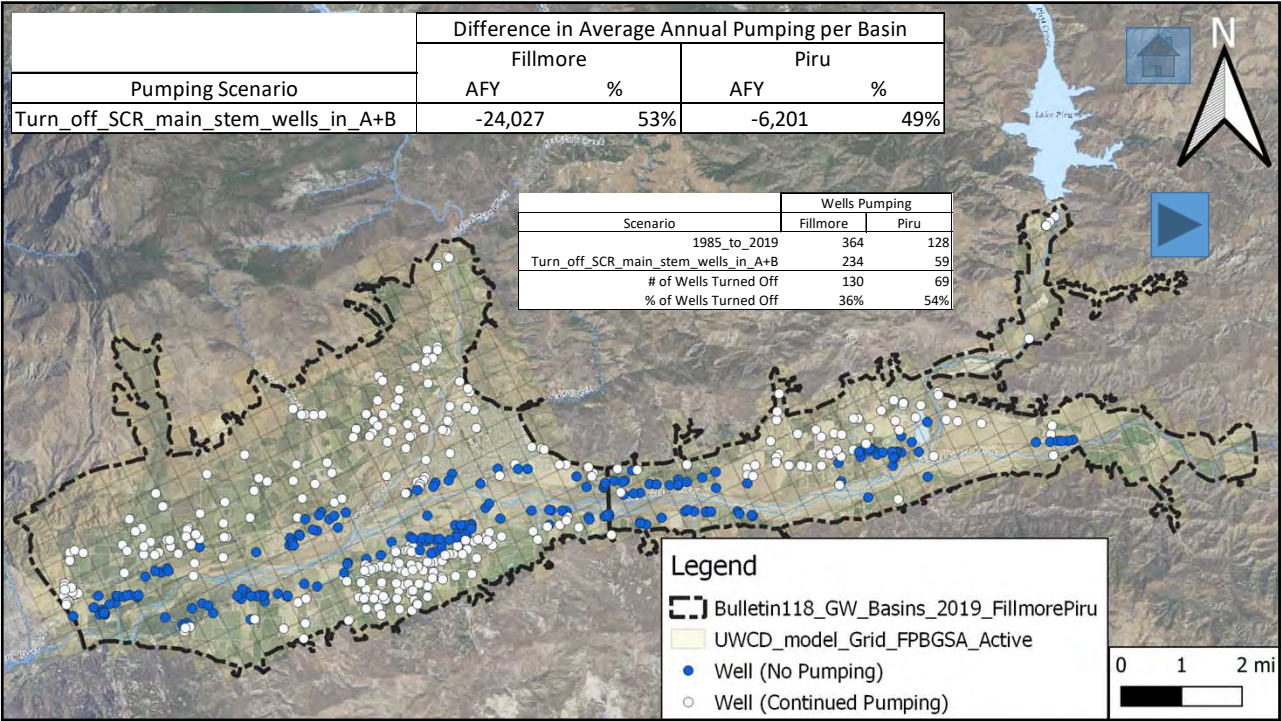 Difference in Average Annual Pumping per Basin
Fillmore Piru
Pumping Scenario AFY % AFY %
Turn_off_SCR_main_stem_wells_in_A+B -24,027 53% -6,201 49%
N
Lake Piru
Wells Pumping
Scenario Fillmore Piru
1985_to_2019 364 128
Turn_off_SCR_main_stem_wells_in_A+B 234 59
# of Wells Turned Off 130 69
% of Wells Turned Off 36% 54%
Legend
Bulletin118_GW_Basins_2019_FillmorePiru
UWCD_model_Grid_FPBGSA_Active
Well (No Pumping)
Well (Continued Pumping)
0 1 2 mi